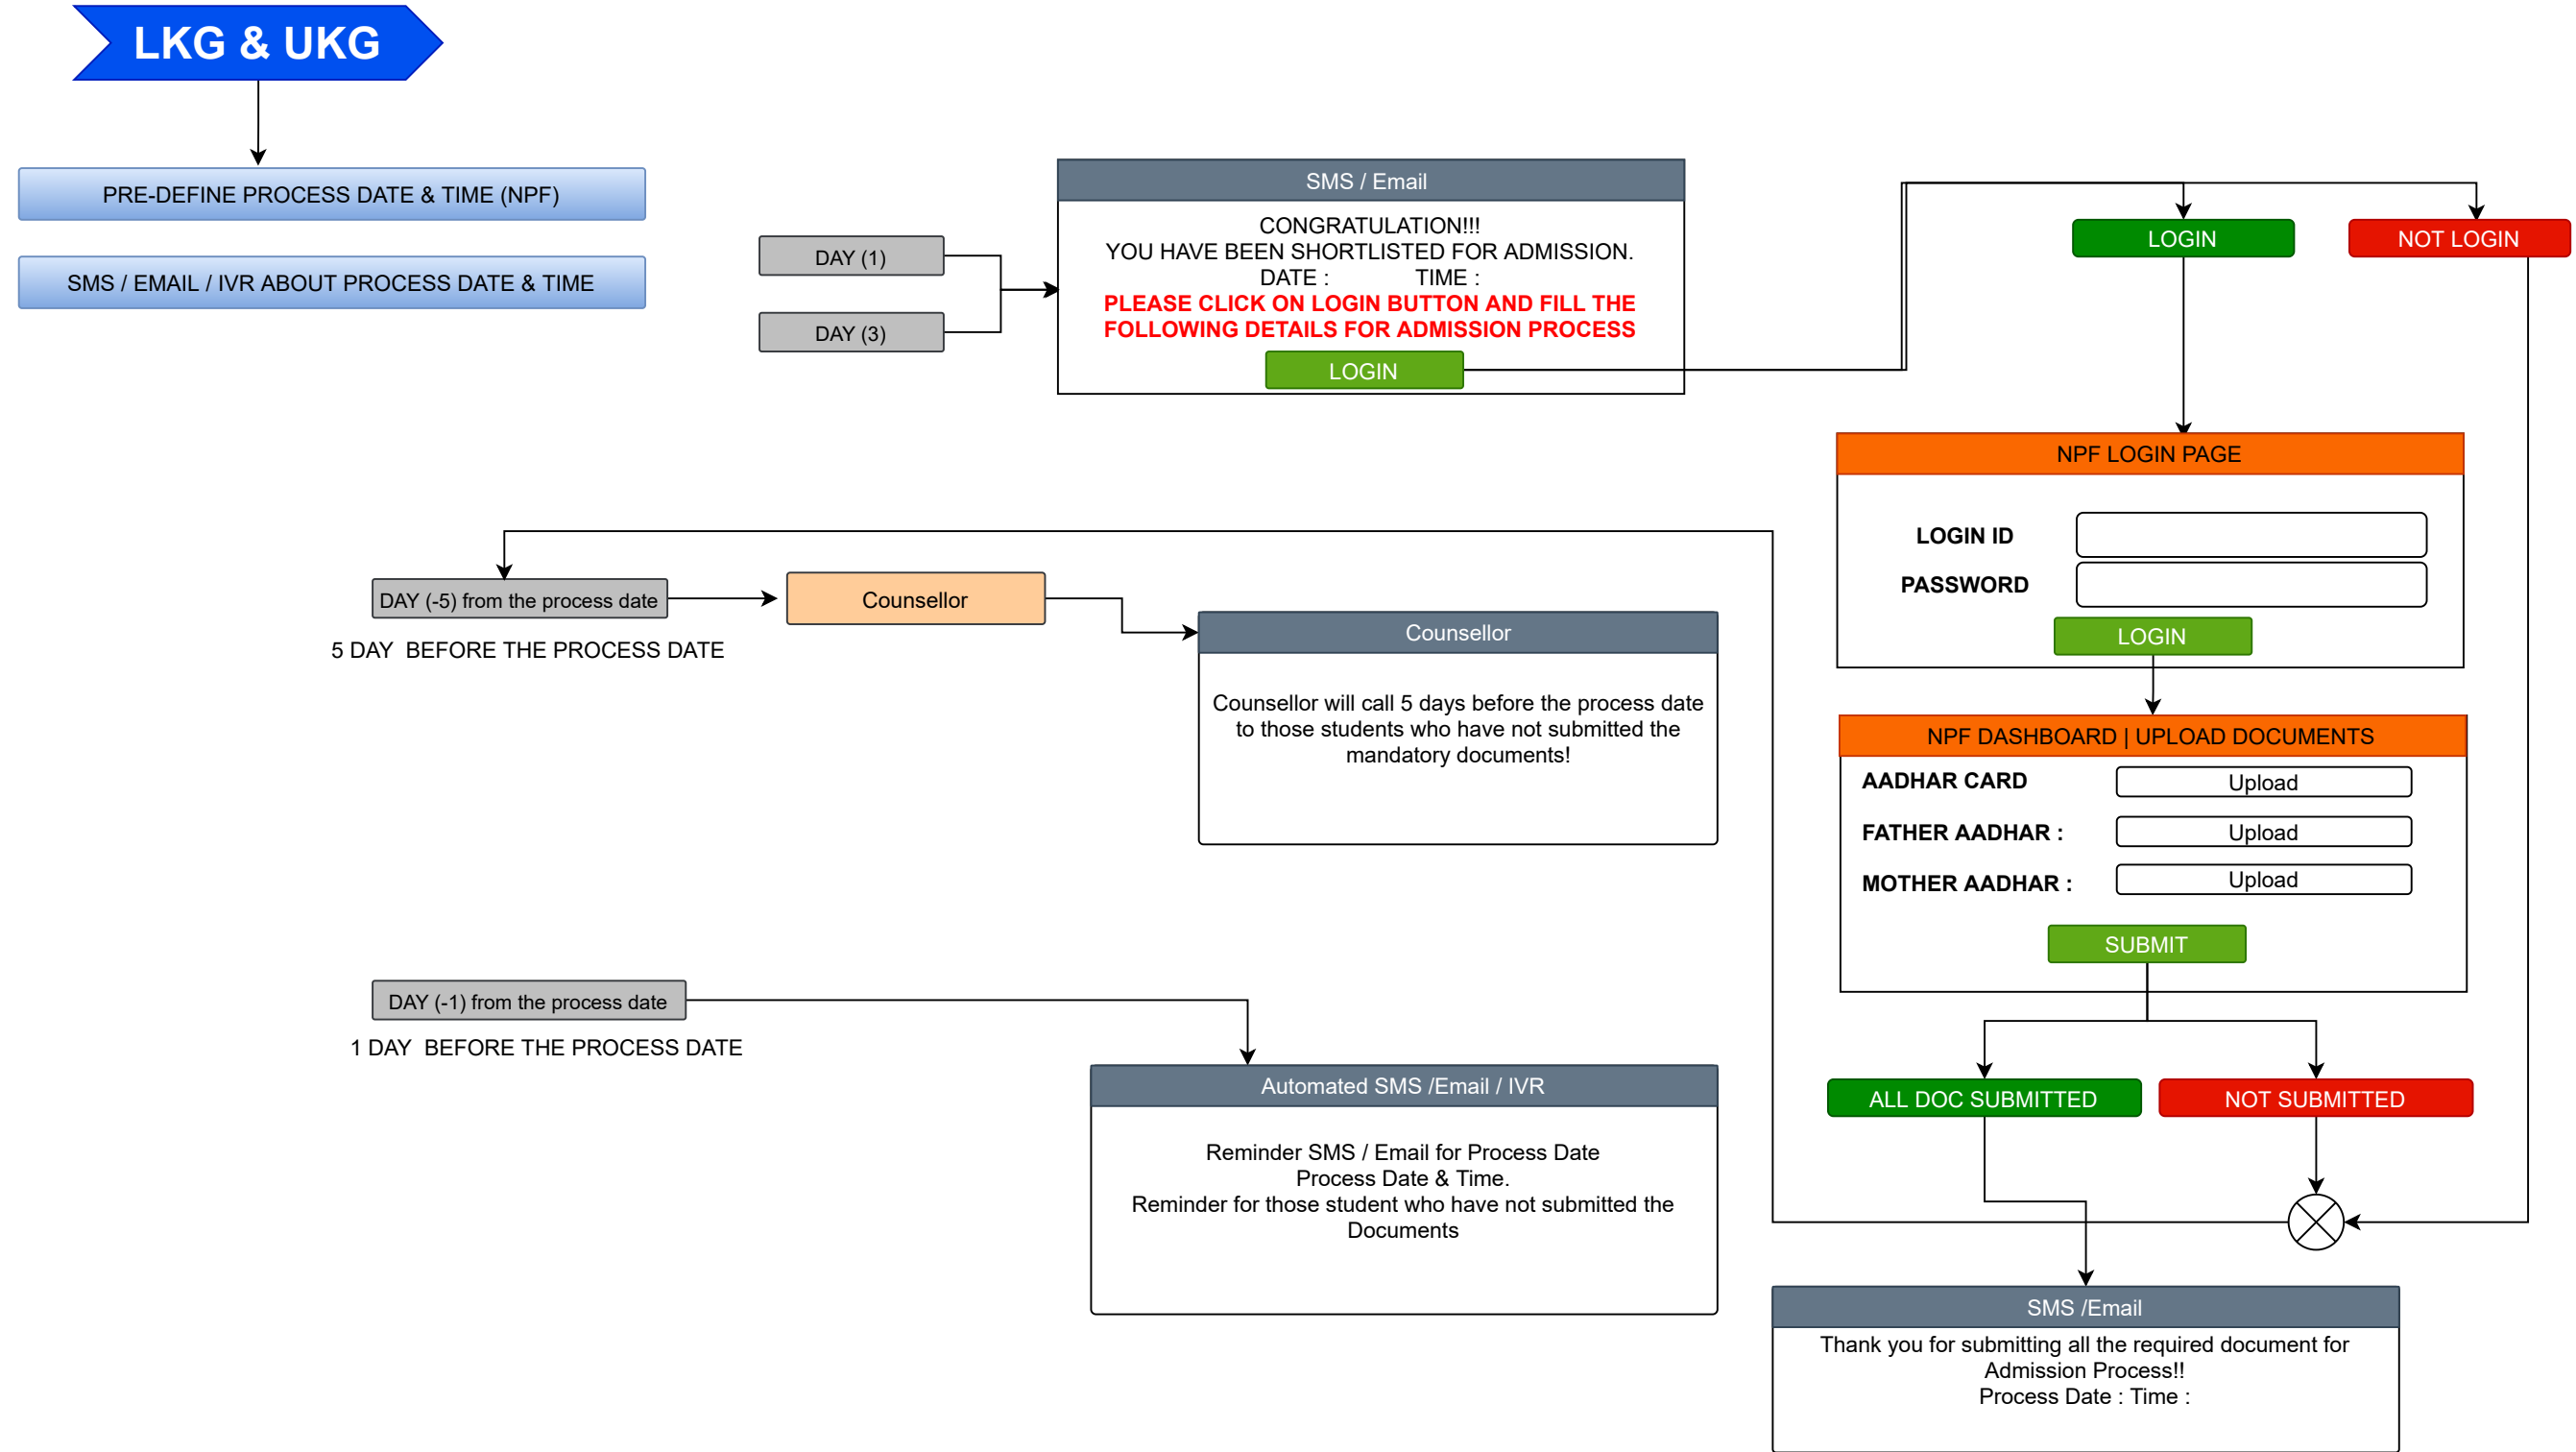 LKG & UKG
PRE-DEFINE PROCESS DATE & TIME (NPF)
SMS / EMAIL / IVR ABOUT PROCESS DATE & TIME
DAY (1)
DAY (3)
SMS / Email
CONGRATULATION!!!
YOU HAVE BEEN SHORTLISTED FOR ADMISSION.
DATE : TIME :
PLEASE CLICK ON LOGIN BUTTON AND FILL THE
FOLLOWING DETAILS FOR ADMISSION PROCESS
LOGIN
LOGIN
NOT LOGIN
NPF LOGIN PAGE
LOGIN ID
PASSWORD
LOGIN
DAY (-5) from the process date
5 DAY BEFORE THE PROCESS DATE
Counsellor
Counsellor
Counsellor will call 5 days before the process date
to those students who have not submitted the
mandatory documents!
NPF DASHBOARD | UPLOAD DOCUMENTS
AADHAR CARD Upload
FATHER AADHAR : Upload
MOTHER AADHAR : Upload
SUBMIT
DAY (-1) from the process date
1 DAY BEFORE THE PROCESS DATE
Automated SMS /Email / IVR
Reminder SMS / Email for Process Date
Process Date & Time.
Reminder for those student who have not submitted the
Documents
ALL DOC SUBMITTED
NOT SUBMITTED
SMS /Email
Thank you for submitting all the required document for
Admission Process!!
Process Date : Time :